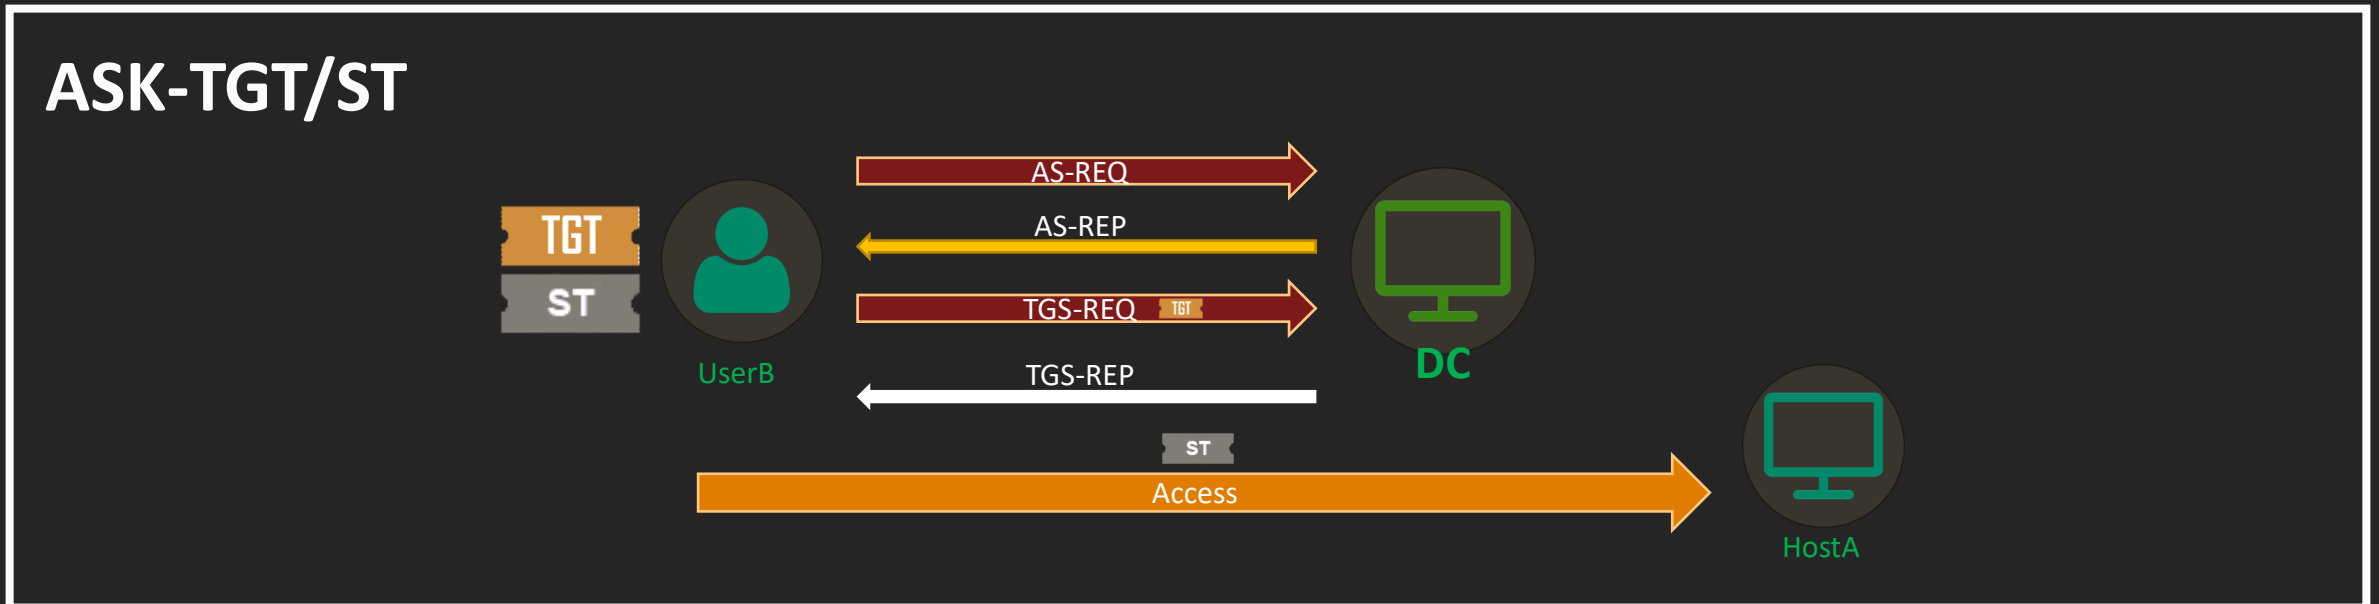 ASK-TGT/ST
AS-REQ
AS-REP
TGT
ST
TGS-REQ TGT
UserB
TGS-REP
DC
ST
Access
HostA